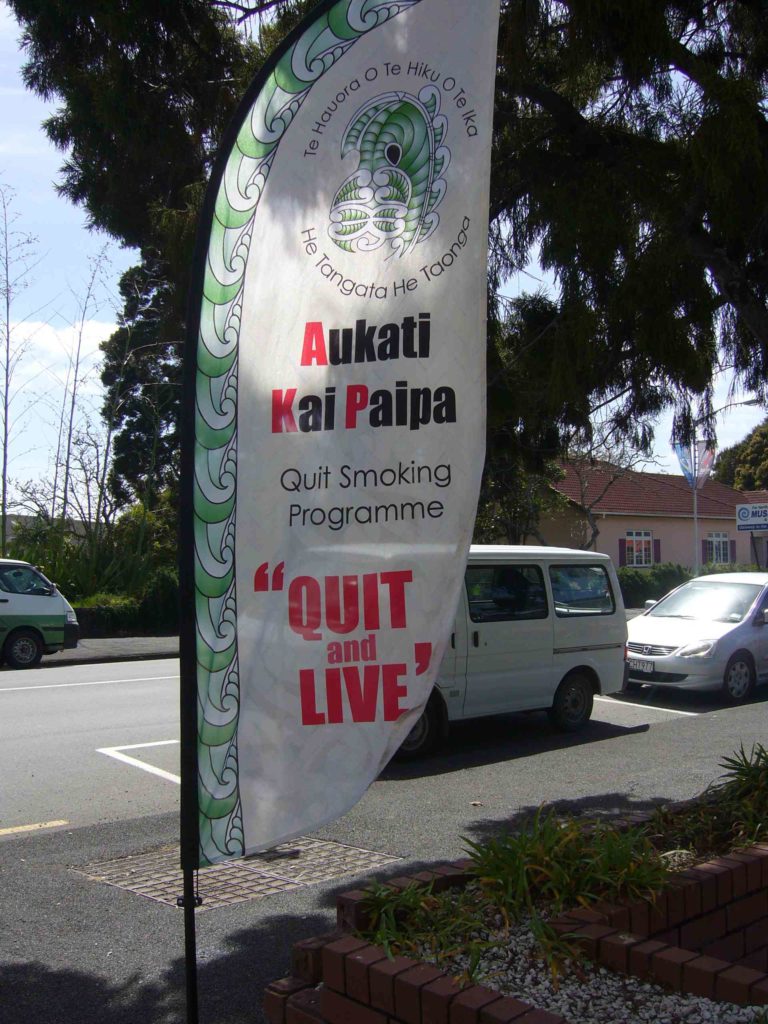 Te Hauora O Te Hiku O Te Ika
He Tangata He Taonga
Aukati
Kai Paipa
Quit Smoking
Programme
"QUIT
and
LIVE'